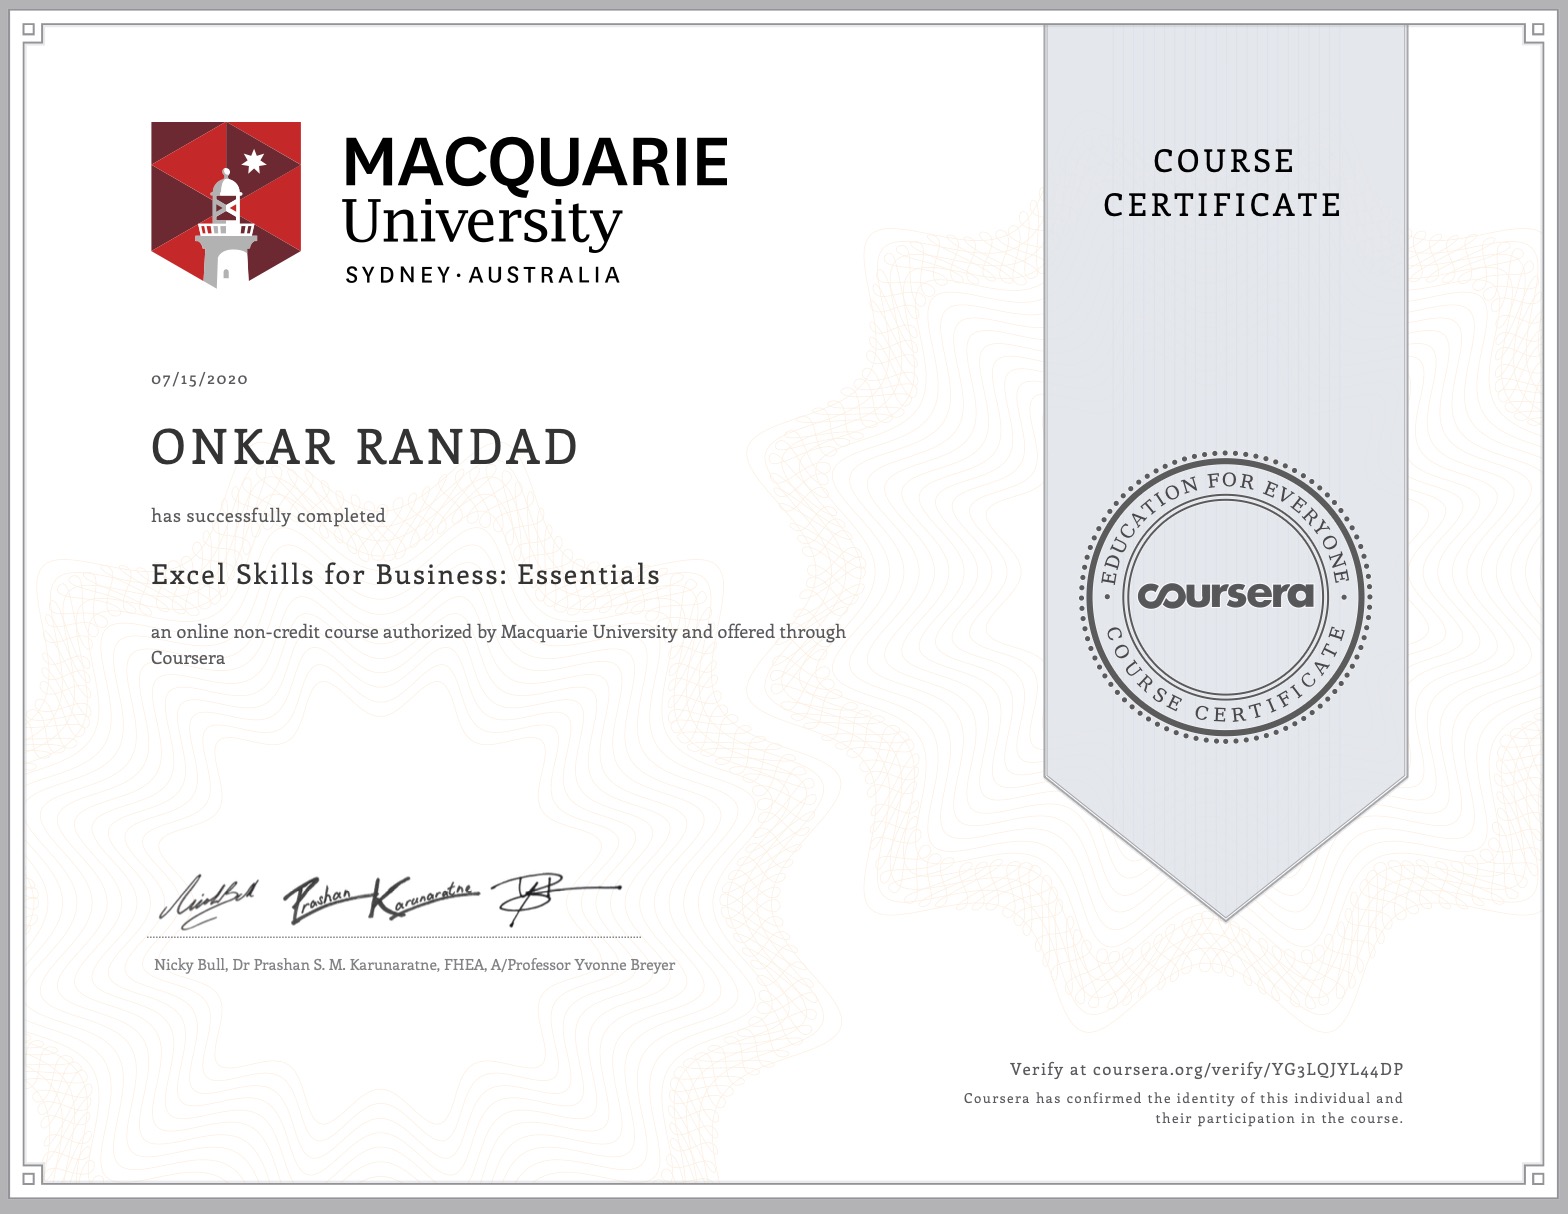 MACQUARIE
University
SYDNEY·AUSTRALIA
COURSE
CERTIFICATE
07/15/2020
ONKAR RANDAD
has successfully completed
Excel Skills for Business: Essentials
an online non-credit course authorized by Macquarie University and offered through
Coursera
EDUCATION FOR EVERYONE
coursera
COURSE CERTIFICATE
Prashan Karunaratne
Nicky Bull, Dr Prashan S. M. Karunaratne, FHEA, A/Professor Yvonne Breyer
Verify at coursera.org/verify/YG3LQJYL44DP
Coursera has confirmed the identity of this individual and
their participation in the course.